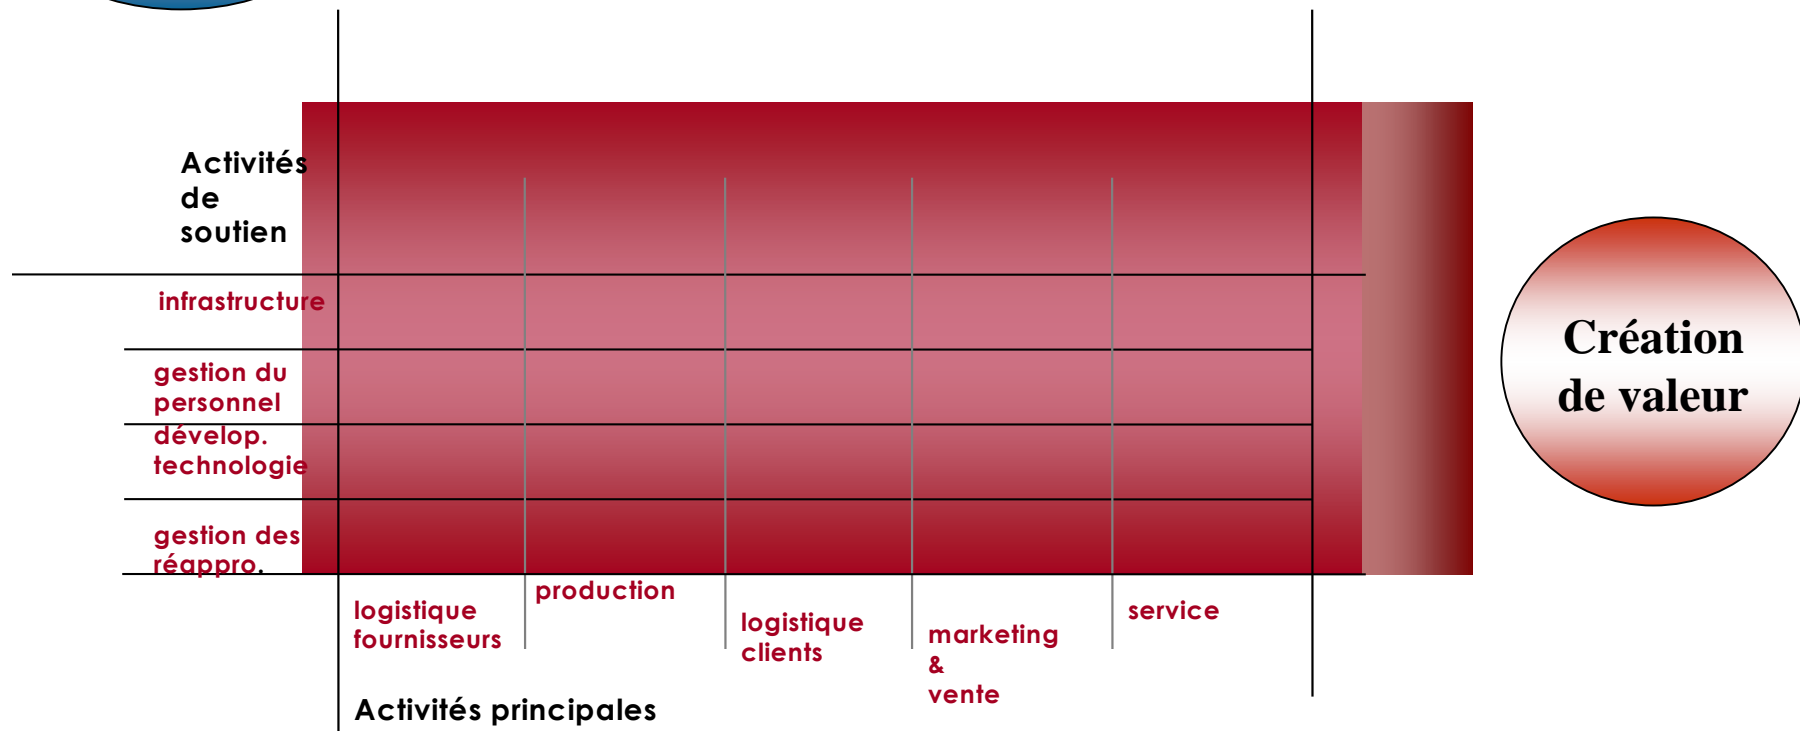 Activités
de
soutien
infrastructure
gestion du
personnel
dévelop.
technologie
gestion des
réappro.
logistique
fournisseurs
production
logistique
clients
marketing
&
vente
service
Activités principales
Création
de valeur